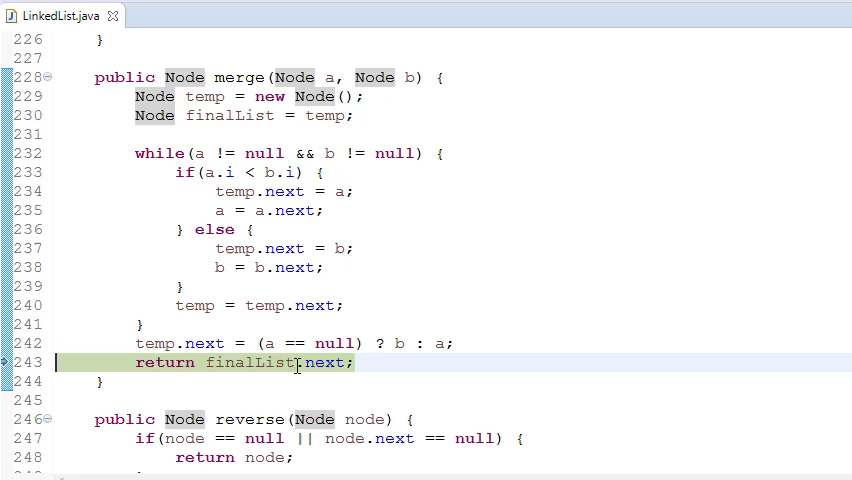 LinkedList.java
226 }
227
228 public Node merge(Node a, Node b) {
229 Node temp = new Node();
230 Node finalList = temp;
231
232 while(a != null && b != null) {
233 if(a.i < b.i) {
234 temp.next = a;
235 a = a.next;
236 } else {
237 temp.next = b;
238 b = b.next;
239 }
240 temp = temp.next;
241 }
242 temp.next = (a == null) ? b : a;
243 return finalList.next;
244 }
245
246 public Node reverse(Node node) {
247 if(node == null || node.next == null) {
248 return node;